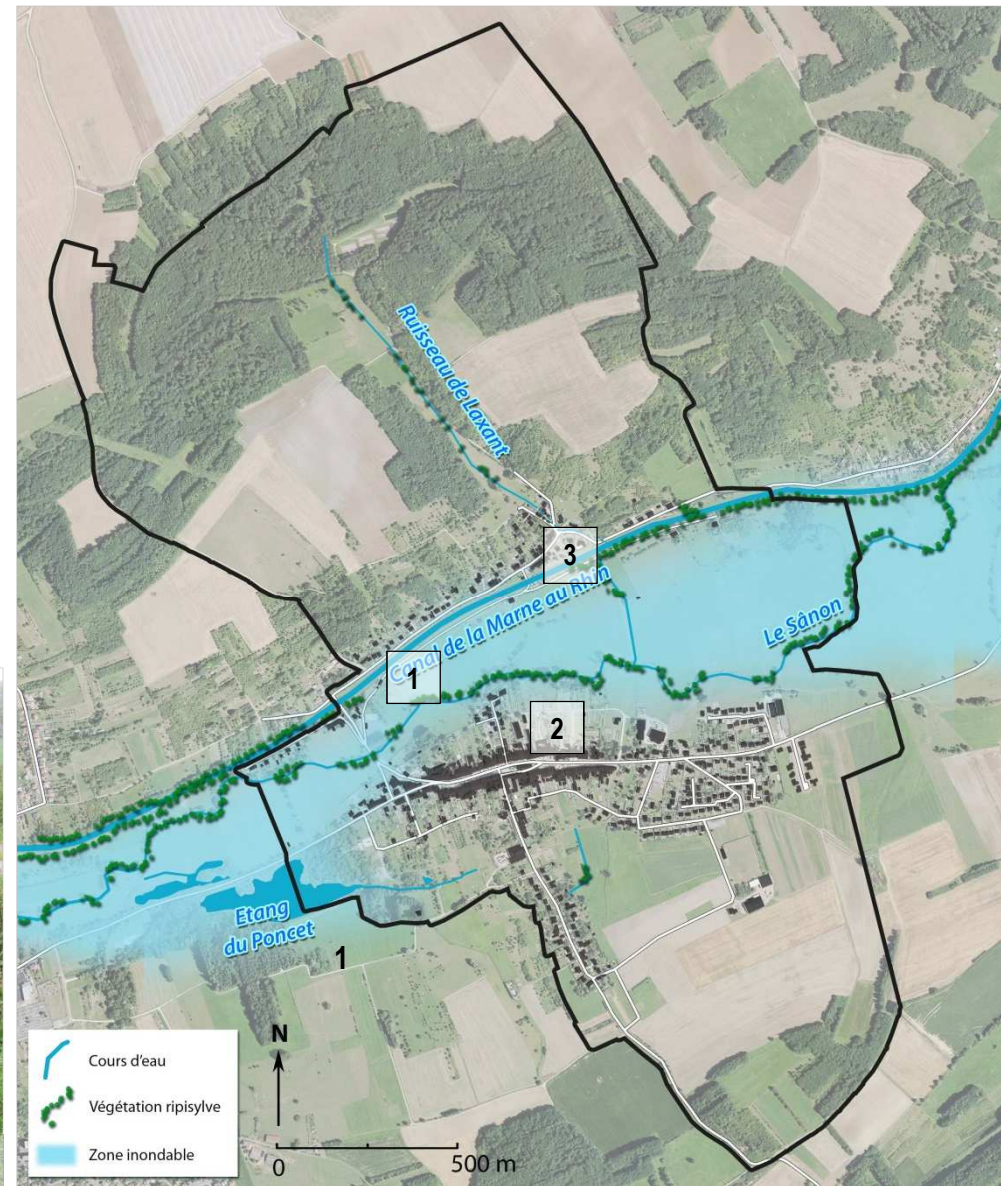 Ruisseau de Laxant
3
Canal de la Marne au Rhin
Le Sânon
1
2
Etang
du Poncet
1
Cours d'eau
Végétation ripisylve
Zone inondable
N
0
500 m